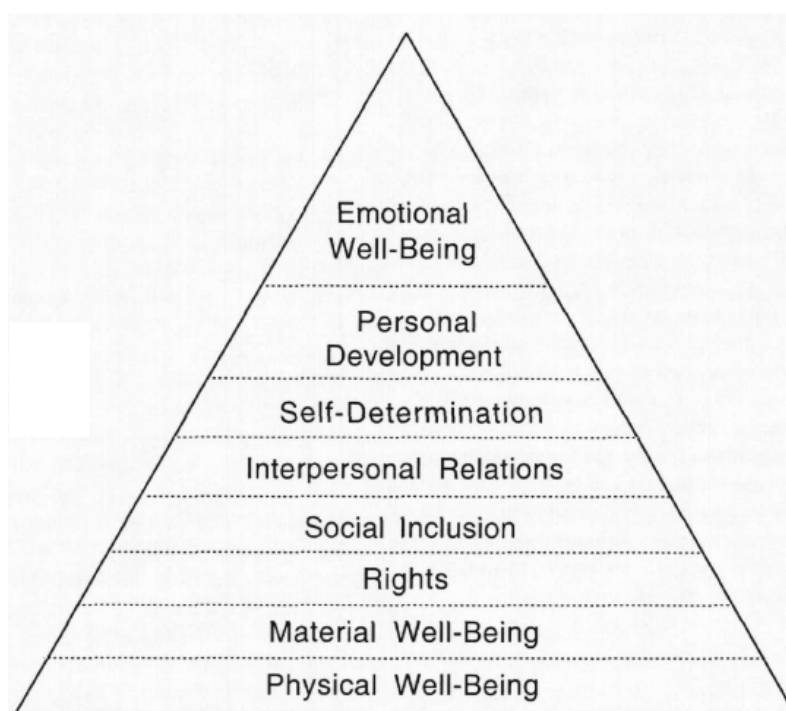 Emotional
Well-Being
Personal
Development
Self-Determination
Interpersonal Relations
Social Inclusion
Rights
Material Well-Being
Physical Well-Being